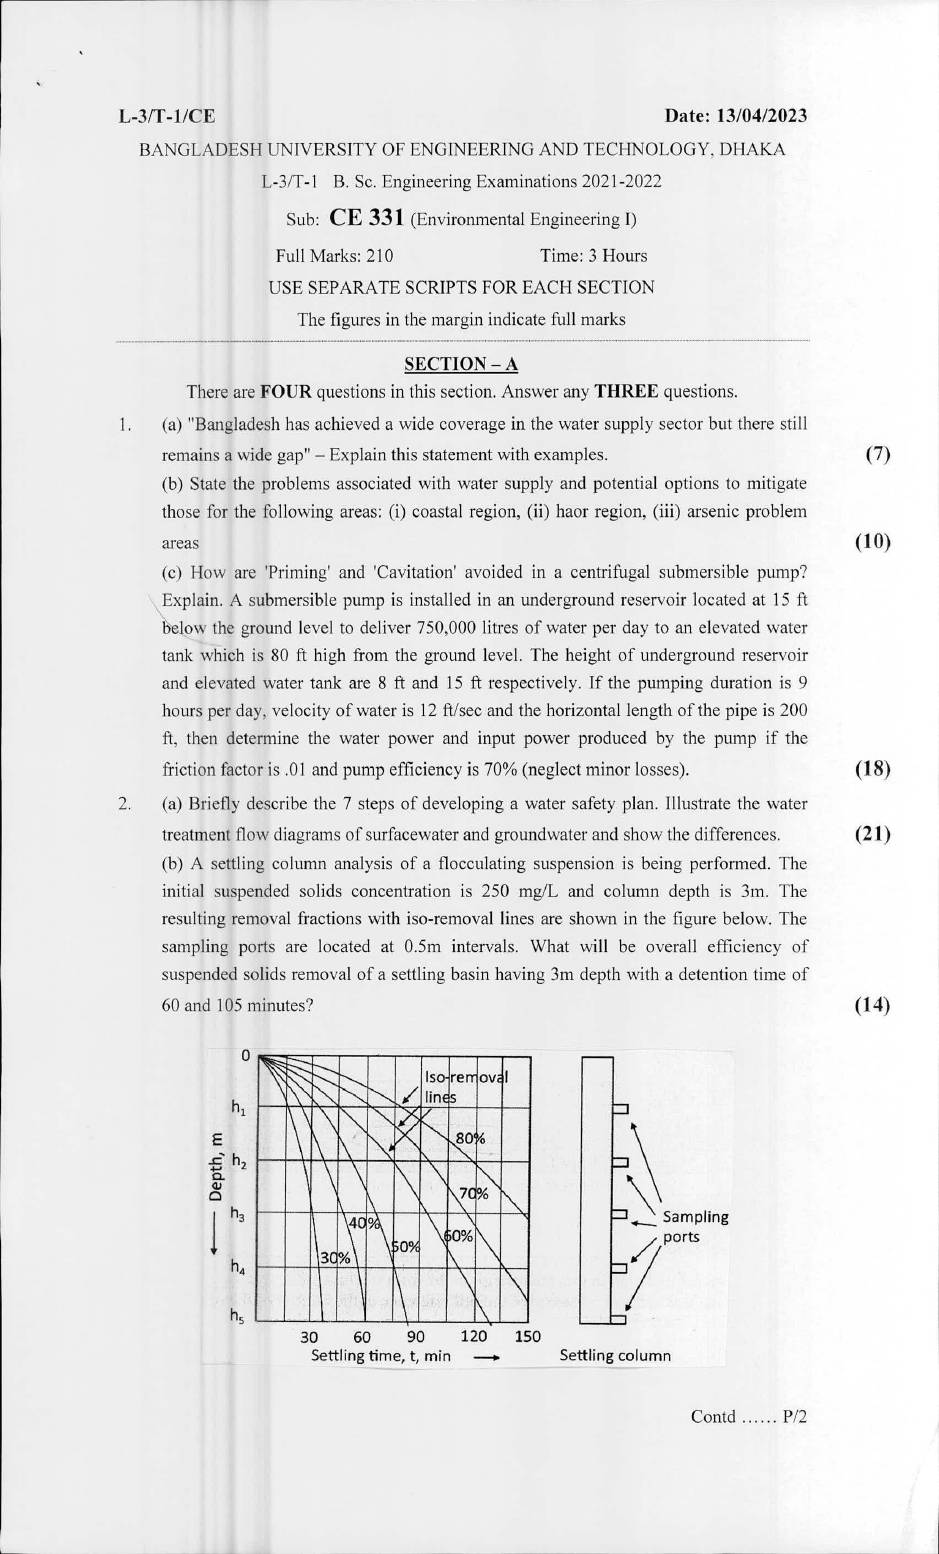 L-3/T-1/CE Date: 13/04/2023
BANGLADESH UNIVERSITY OF ENGINEERING AND TECHNOLOGY, DHAKA
L-3/T-1 B. Sc. Engineering Examinations 2021-2022
Sub: CE 331 (Environmental Engineering I)
Full Marks: 210 Time: 3 Hours
USE SEPARATE SCRIPTS FOR EACH SECTION
The figures in the margin indicate full marks
SECTION – A
There are FOUR questions in this section. Answer any THREE questions.
1. (a) "Bangladesh has achieved a wide coverage in the water supply sector but there still
remains a wide gap" – Explain this statement with examples. (7)
(b) State the problems associated with water supply and potential options to mitigate
those for the following areas: (i) coastal region, (ii) haor region, (iii) arsenic problem
areas (10)
(c) How are 'Priming' and 'Cavitation' avoided in a centrifugal submersible pump?
Explain. A submersible pump is installed in an underground reservoir located at 15 ft
below the ground level to deliver 750,000 litres of water per day to an elevated water
tank which is 80 ft high from the ground level. The height of underground reservoir
and elevated water tank are 8 ft and 15 ft respectively. If the pumping duration is 9
hours per day, velocity of water is 12 ft/sec and the horizontal length of the pipe is 200
ft, then determine the water power and input power produced by the pump if the
friction factor is .01 and pump efficiency is 70% (neglect minor losses). (18)
2. (a) Briefly describe the 7 steps of developing a water safety plan. Illustrate the water
treatment flow diagrams of surfacewater and groundwater and show the differences. (21)
(b) A settling column analysis of a flocculating suspension is being performed. The
initial suspended solids concentration is 250 mg/L and column depth is 3m. The
resulting removal fractions with iso-removal lines are shown in the figure below. The
sampling ports are located at 0.5m intervals. What will be overall efficiency of
suspended solids removal of a settling basin having 3m depth with a detention time of
60 and 105 minutes? (14)
0
Iso-removal
lines
h1
80%
h2
70%
Depth, m
h3
40%
50%
60%
30%
h4
h5
30 60 90 120 150
Settling time, t, min
Sampling
ports
Settling column
Contd ...... P/2